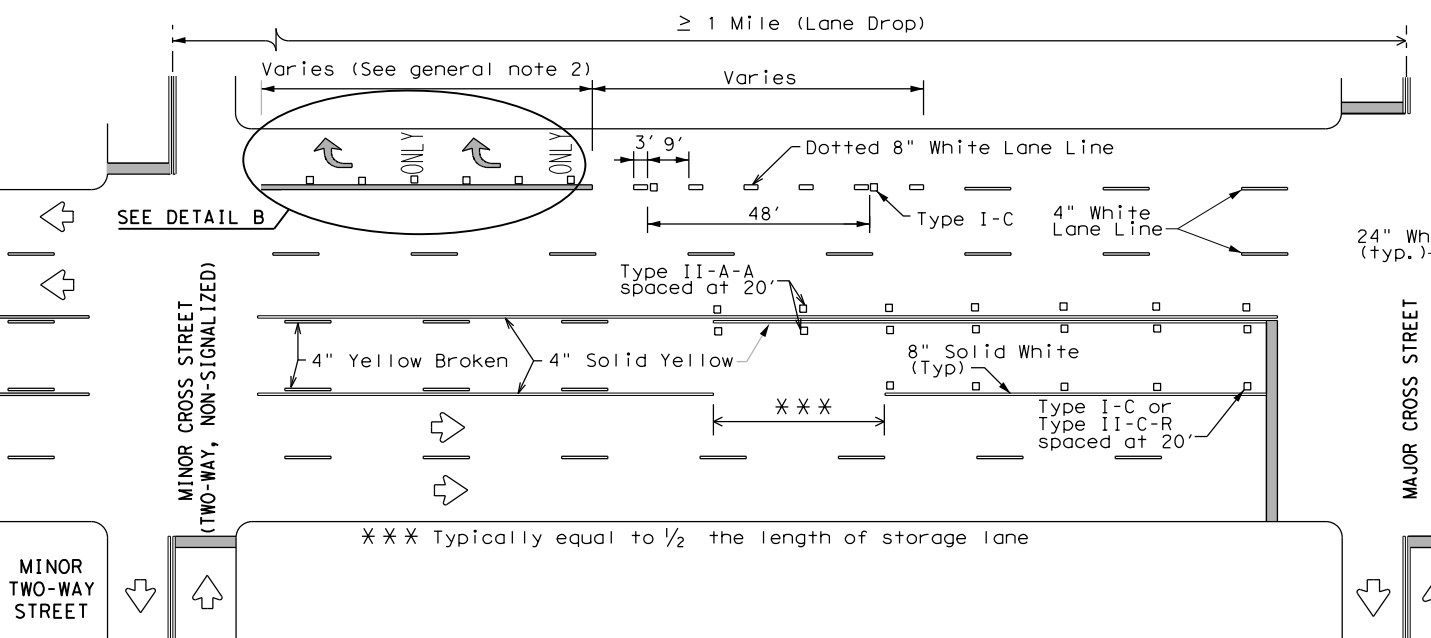 ≥ 1 Mile (Lane Drop)
Varies (See general note 2)
Varies
ONLY
ONLY
3' 9'
Dotted 8" White Lane Line
SEE DETAIL B
48'
Type I-C
4" White
Lane Line
24" Wh
(typ.)
Type II-A-A
spaced at 20'
4" Yellow Broken
4" Solid Yellow
8" Solid White
(Typ)
***
Type I-C or
Type II-C-R
spaced at 20'
MINOR CROSS STREET
(TWO-WAY, NON-SIGNALIZED)
MAJOR CROSS STREET
*** Typically equal to 1/2 the length of storage lane
MINOR
TWO-WAY
STREET